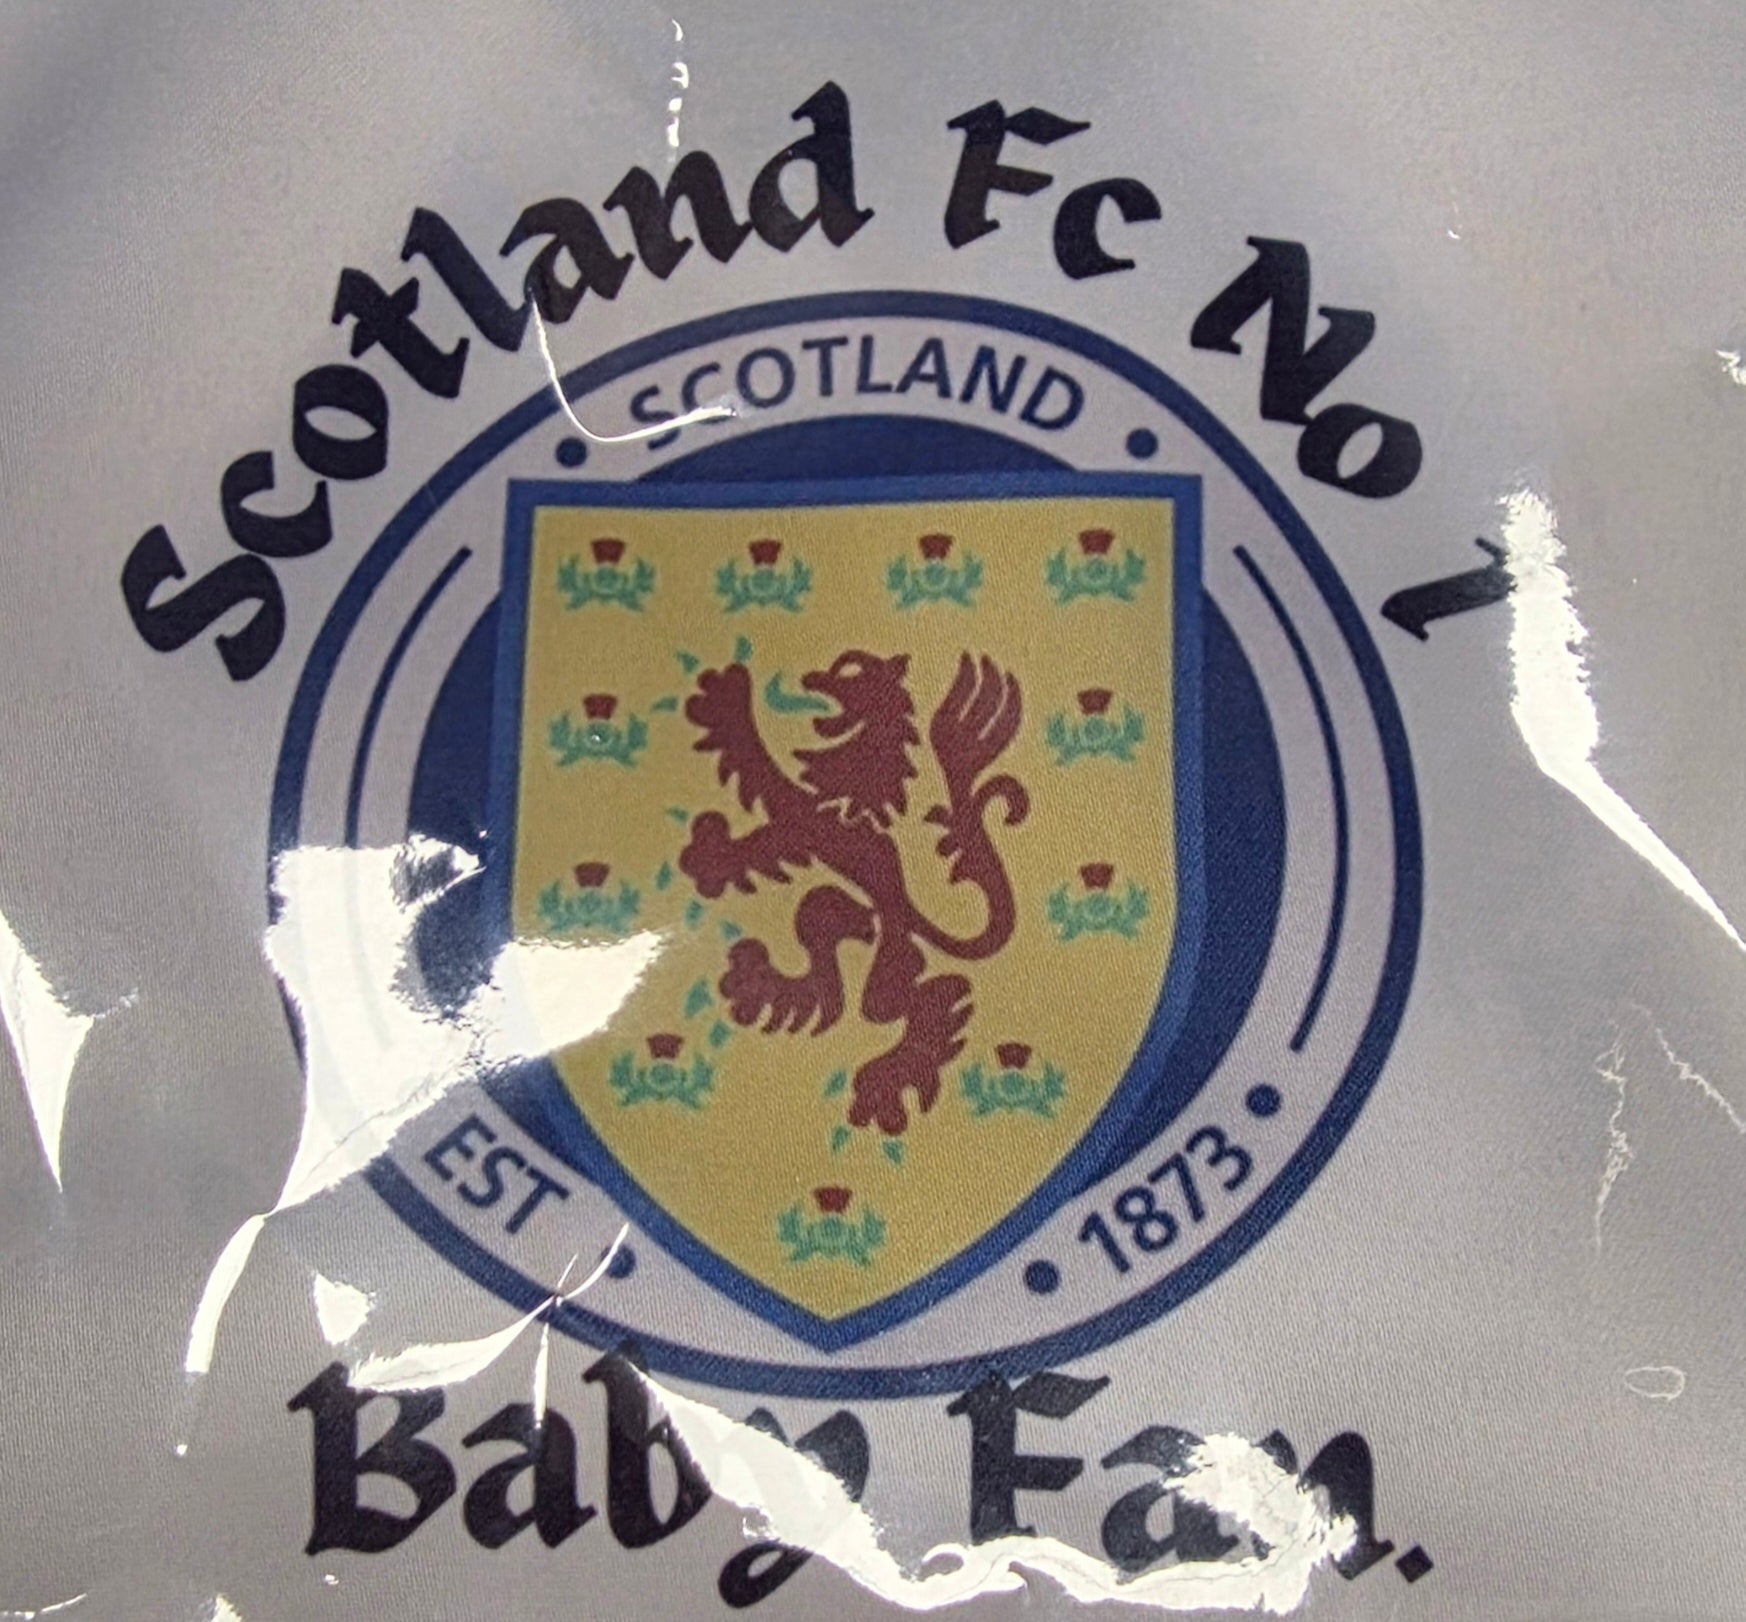 Scotland Fc No 1
SCOTLAND
EST
1873
Baby Fan.